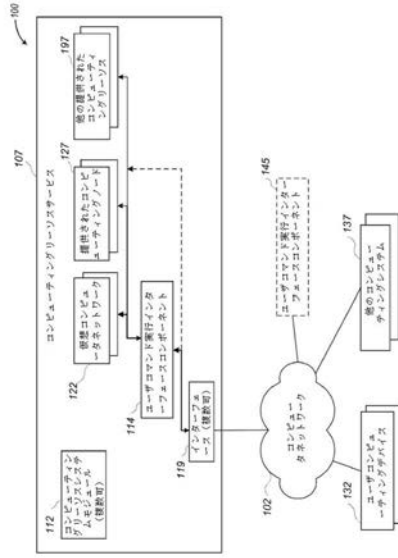 100
107
コンピューティングリーソスサービス
112
コンピューティン
グリーソスシステ
ムモジュール
(複数可)
122
仮想コンピュ
ータネットワーク
127
提供されたコンピ
ューティングノード
197
他の提供された
コンピューティ
ングリーソス
114
ユーザコマンド実行インタ
ーフェースコンポーネント
119
インターフェ
ース(複数可)
102
コンピュー
タネットワーク
145
ユーザコマンド実行インター
フェースコンポーネント
132
ユーザコンピュ
ーティングデバイス
137
他のコンピュー
ティングシステム